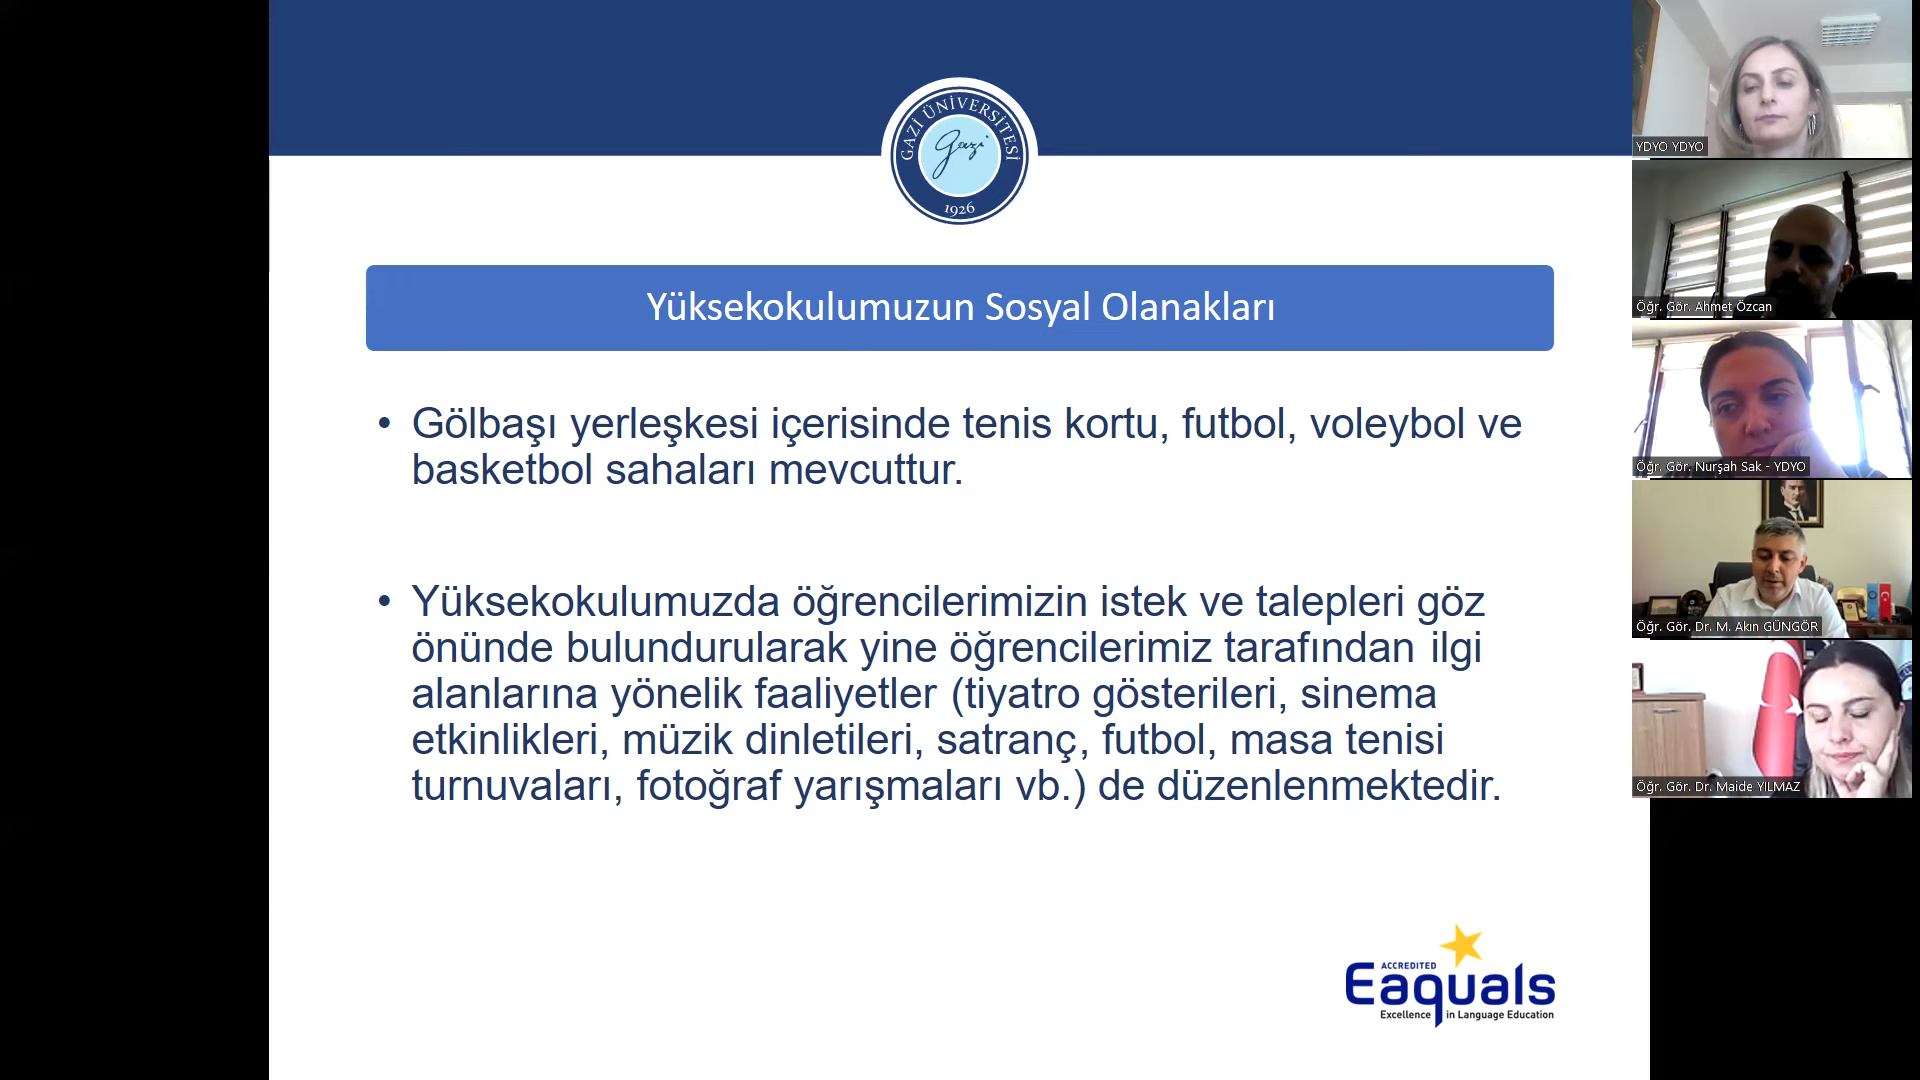 GAZİ ÜNİVERSİTESİ
Gazi
1926
Yüksekokulumuzun Sosyal Olanakları
• Gölbaşı yerleşkesi içerisinde tenis kortu, futbol, voleybol ve
basketbol sahaları mevcuttur.
• Yüksekokulumuzda öğrencilerimizin istek ve talepleri göz
önünde bulundurularak yine öğrencilerimiz tarafından ilgi
alanlarına yönelik faaliyetler (tiyatro gösterileri, sinema
etkinlikleri, müzik dinletileri, satranç, futbol, masa tenisi
turnuvaları, fotoğraf yarışmaları vb.) de düzenlenmektedir.
ACCREDITED
Eaquals
Excellence in Language Education
YDYO YDYO
Öğr. Gör. Ahmet Özcan
Öğr. Gör. Nurşah Sak - YDYO
Öğr. Gör. Dr. M. Akın GÜNGÖR
Öğr. Gör. Dr. Maide YILMAZ